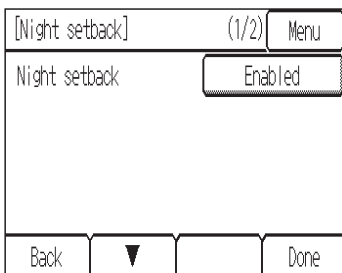 [Night setback] (1/2) Menu
Night setback Enabled
Back ▼ Done